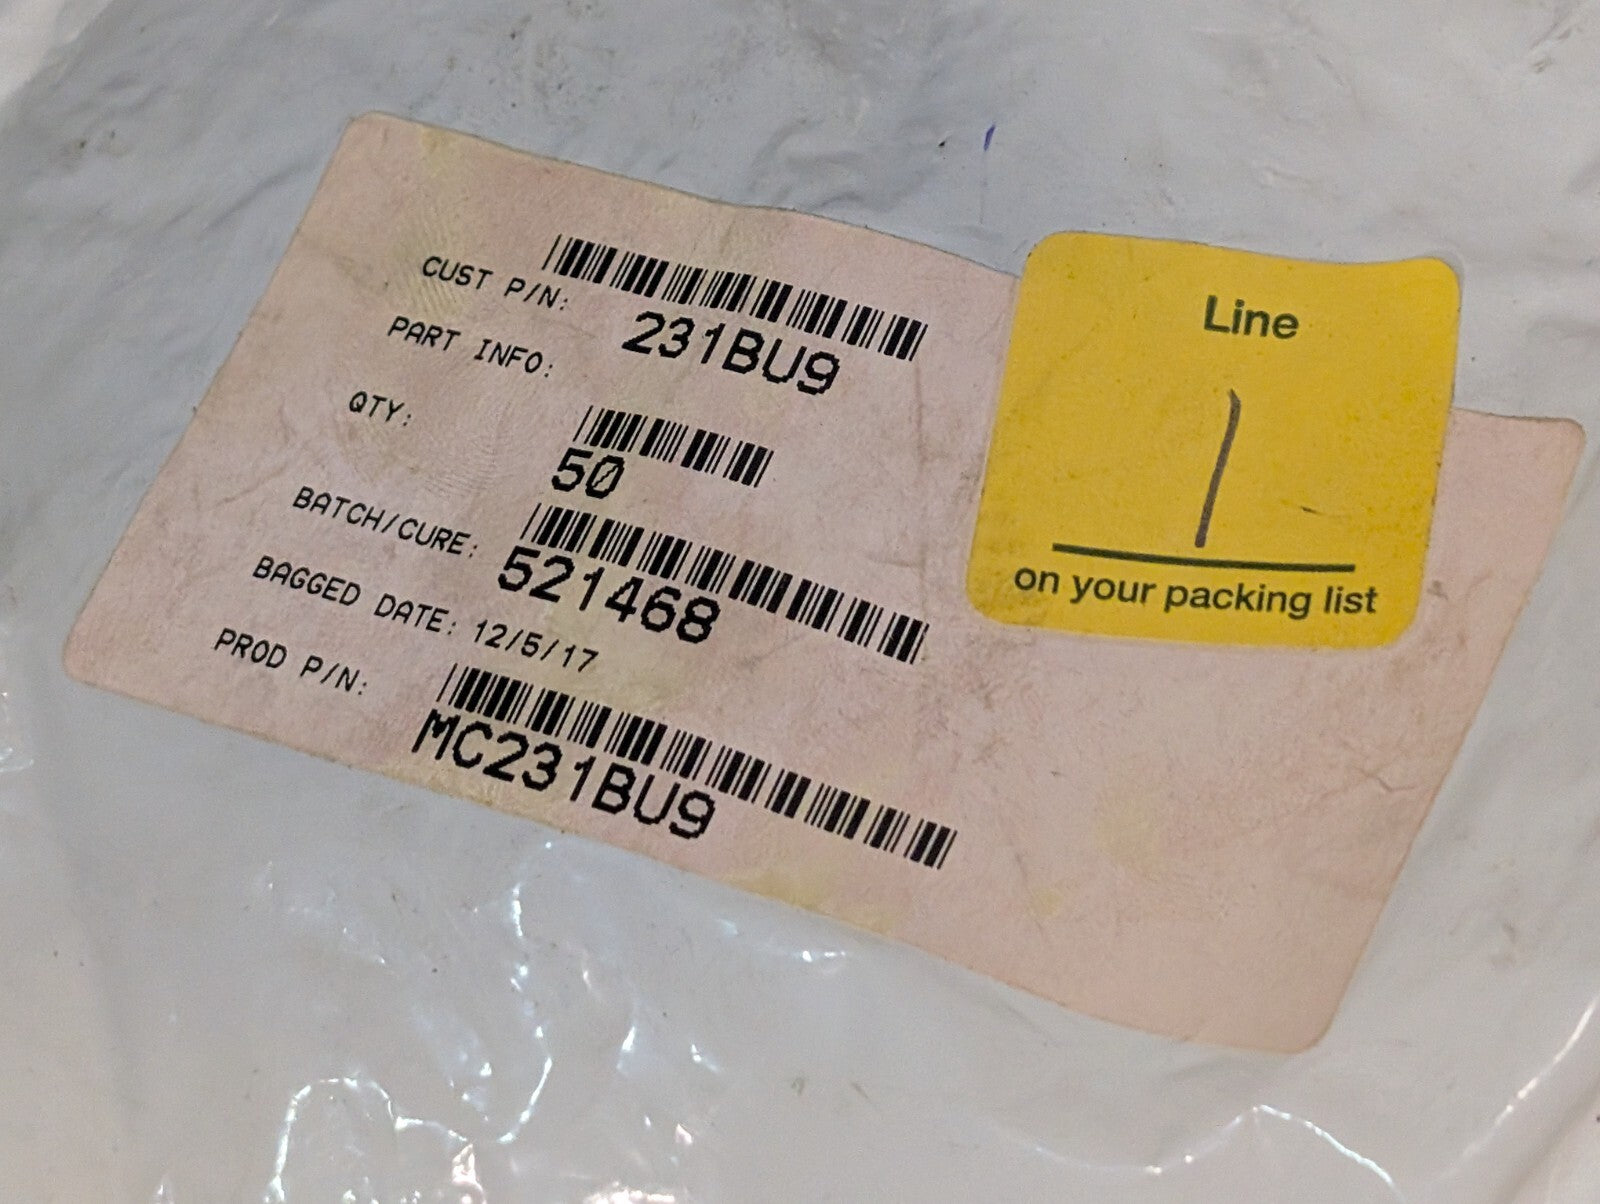 CUST P/N:
231BU9
PART INFO:
QTY:
50
BATCH/CURE:
521468
BAGGED DATE: 12/5/17
PROD P/N:
MC231BU9
Line
1
on your packing list